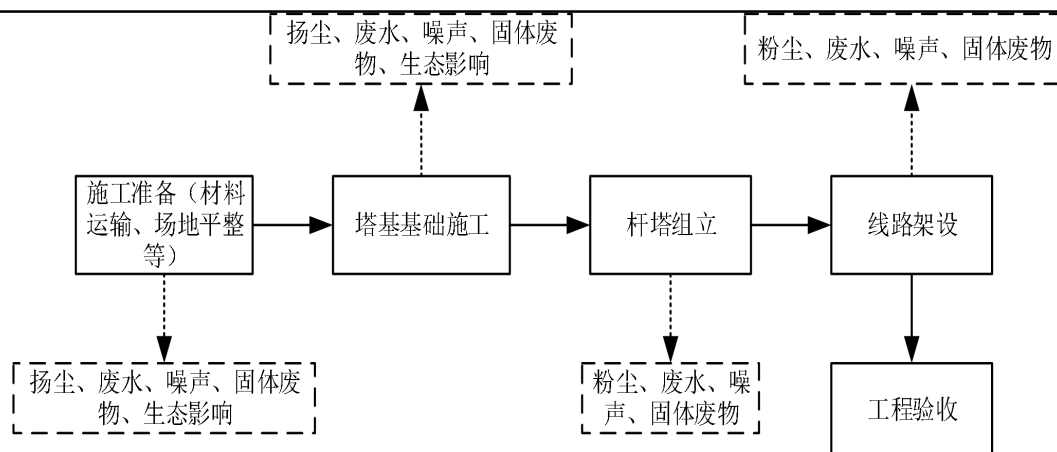 扬尘、废水、噪声、固体废
物、生态影响
粉尘、废水、噪声、固体废物
施工准备（材料
运输、场地平整
等）
塔基基础施工
杆塔组立
线路架设
扬尘、废水、噪声、固体废
物、生态影响
粉尘、废水、噪
声、固体废物
工程验收